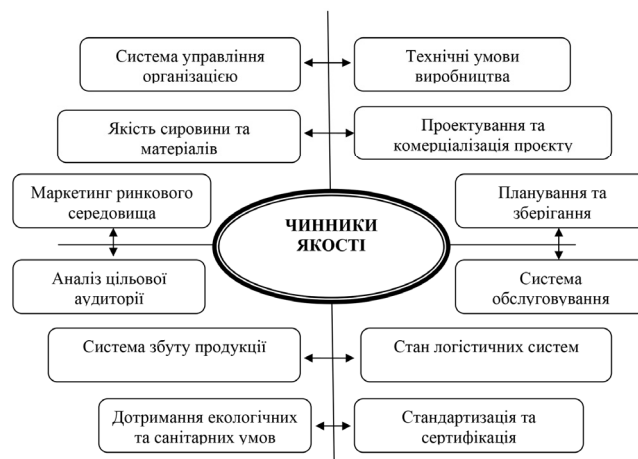 Система управління
організацією
Технічні умови
виробництва
Якість сировини та
матеріалів
Проектування та
комерціалізація проєкту
Маркетинг ринкового
середовища
Планування та
зберігання
ЧИННИКИ
ЯКОСТІ
Аналіз цільової
аудиторії
Система
обслуговування
Система збуту продукції
Стан логістичних систем
Дотримання екологічних
та санітарних умов
Стандартизація та
сертифікація